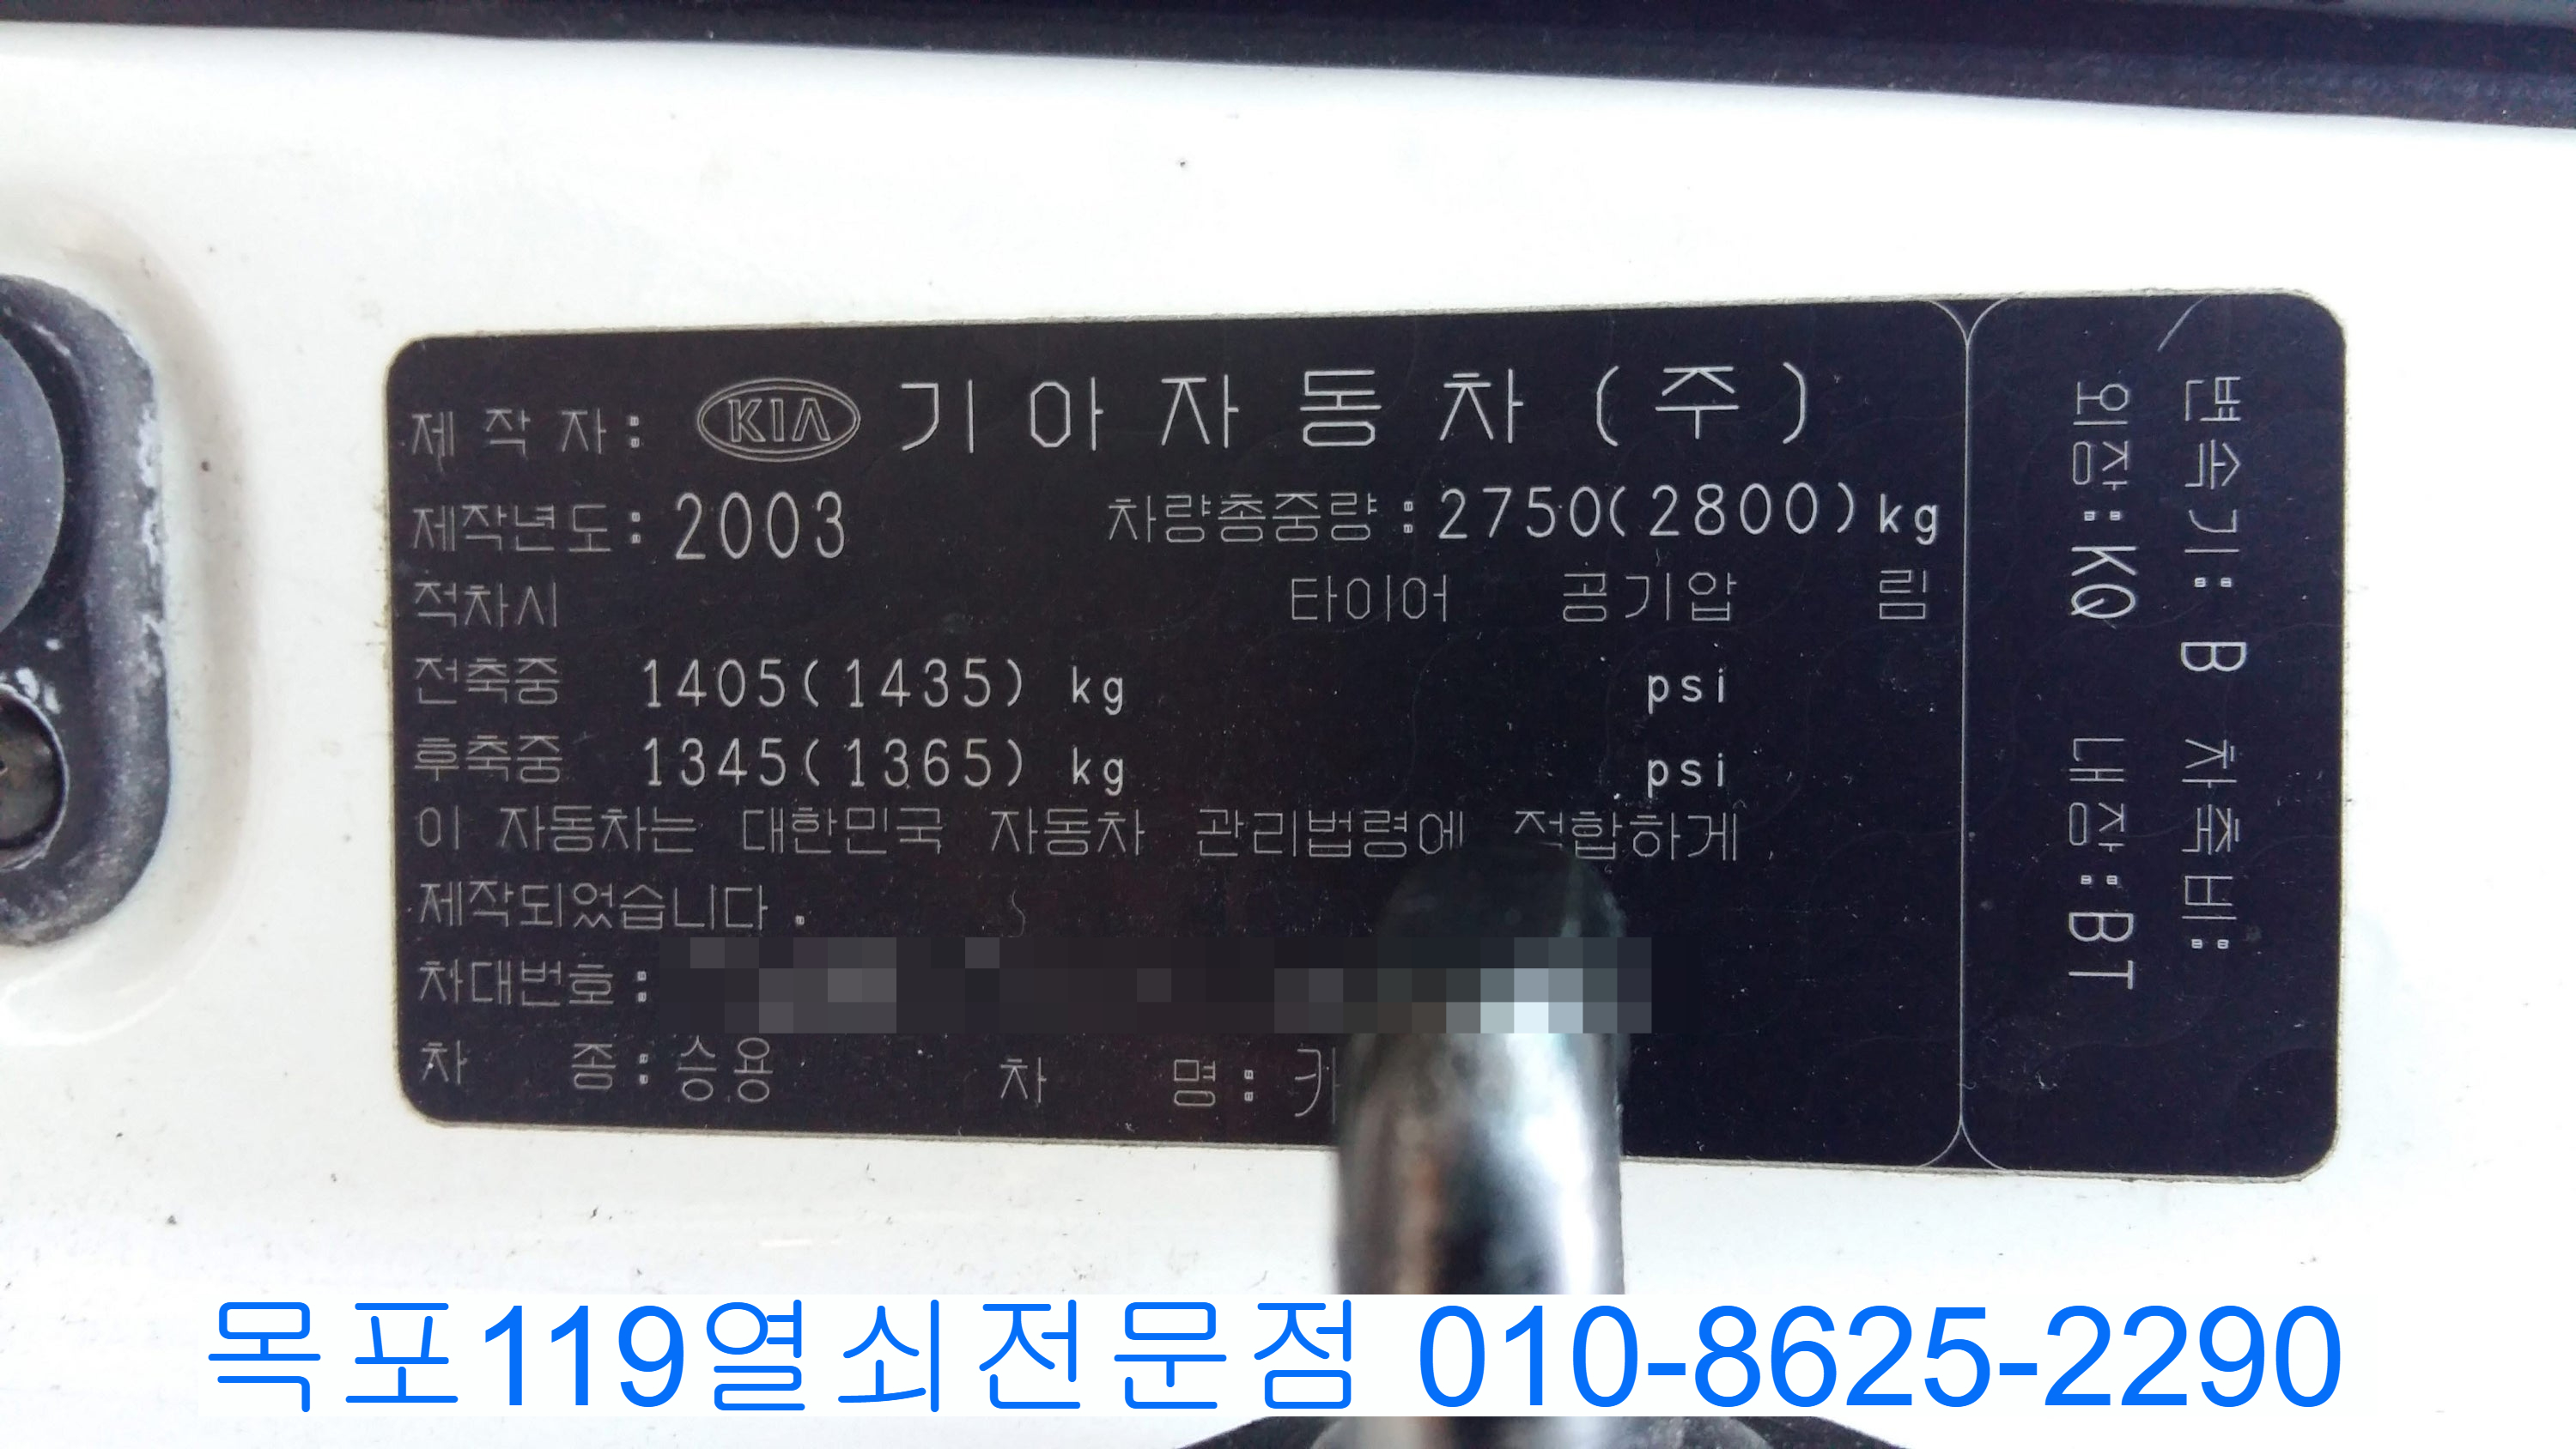 제 작 자: KIA 기아자동차(주)
제작년도: 2003 차량총중량: 2750(2800)kg
적차시 타이어 공기압 림
전축중 1405(1435) kg psi
후축중 1345(1365) kg psi
이 자동차는 대한민국 자동차 관리법령에 적합하게
제작되었습니다.
차대번호:
차 종: 승용 차 명:
변속기: B 차축비:
외장: KQ 내장: BT
목포119열쇠전문점 010-8625-2290